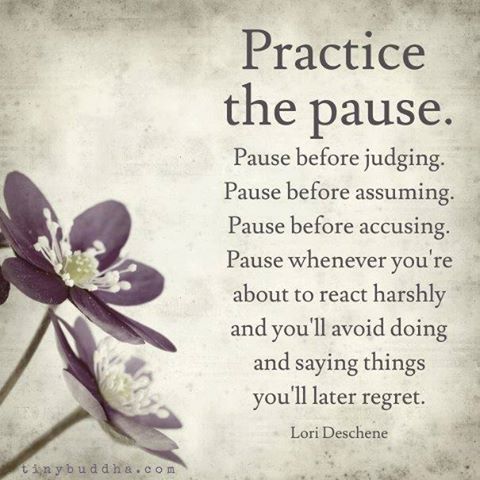 Practice
the pause.
Pause before judging.
Pause before assuming.
Pause before accusing.
Pause whenever you're
about to react harshly
and you'll avoid doing
and saying things
you'll later regret.
Lori Deschene
tinybuddha.com